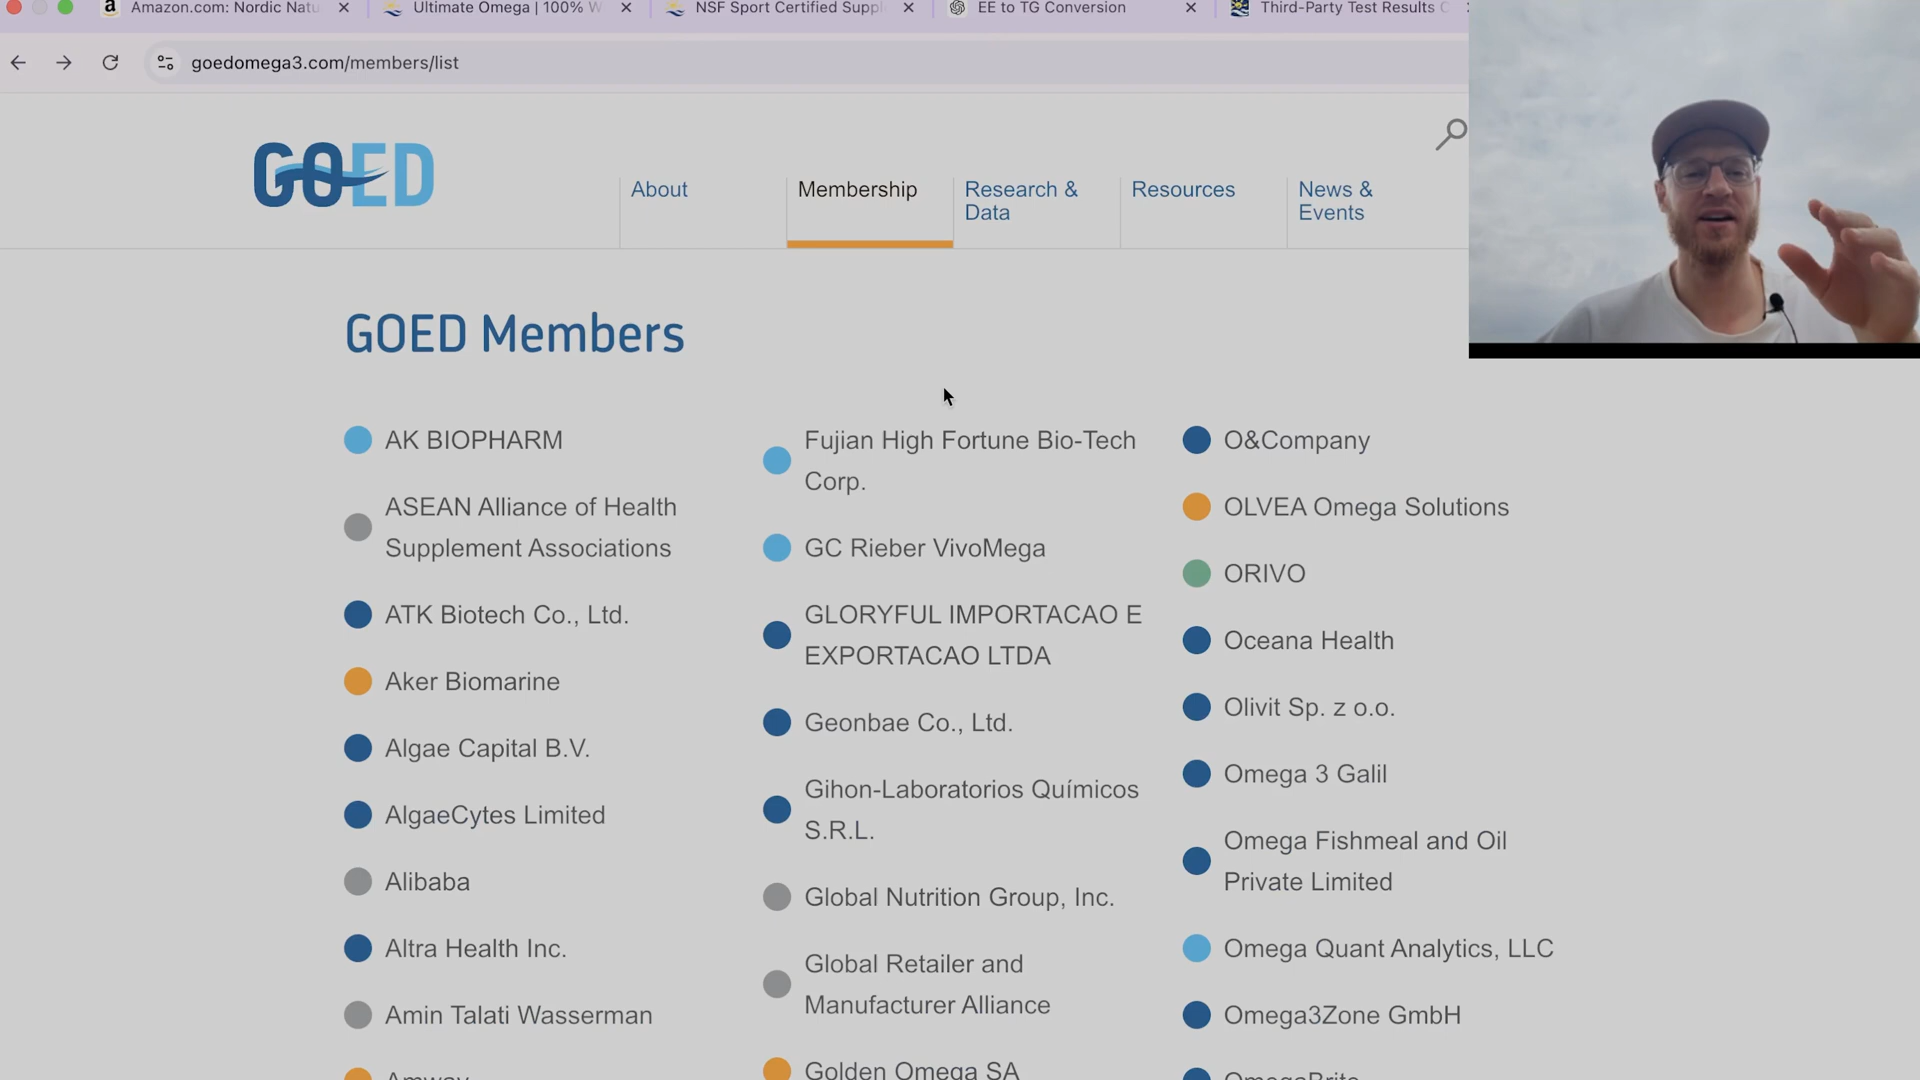 Amazon.com: Nordic Natu
Ultimate Omega | 100% W
NSF Sport Certified Suppl
EE to TG Conversion
Third-Party Test Results C
goedomega3.com/members/list
GOED
About
Membership
Research &
Data
Resources
News &
Events
GOED Members
AK BIOPHARM
ASEAN Alliance of Health
Supplement Associations
ATK Biotech Co., Ltd.
Aker Biomarine
Algae Capital B.V.
AlgaeCytes Limited
Alibaba
Altra Health Inc.
Amin Talati Wasserman
Amway
Fujian High Fortune Bio-Tech
Corp.
GC Rieber VivoMega
GLORYFUL IMPORTACAO E
EXPORTACAO LTDA
Geonbae Co., Ltd.
Gihon-Laboratorios Químicos
S.R.L.
Global Nutrition Group, Inc.
Global Retailer and
Manufacturer Alliance
Golden Omega SA
O&Company
OLVEA Omega Solutions
ORIVO
Oceana Health
Olivit Sp. z o.o.
Omega 3 Galil
Omega Fishmeal and Oil
Private Limited
Omega Quant Analytics, LLC
Omega3Zone GmbH
OmegaBrite